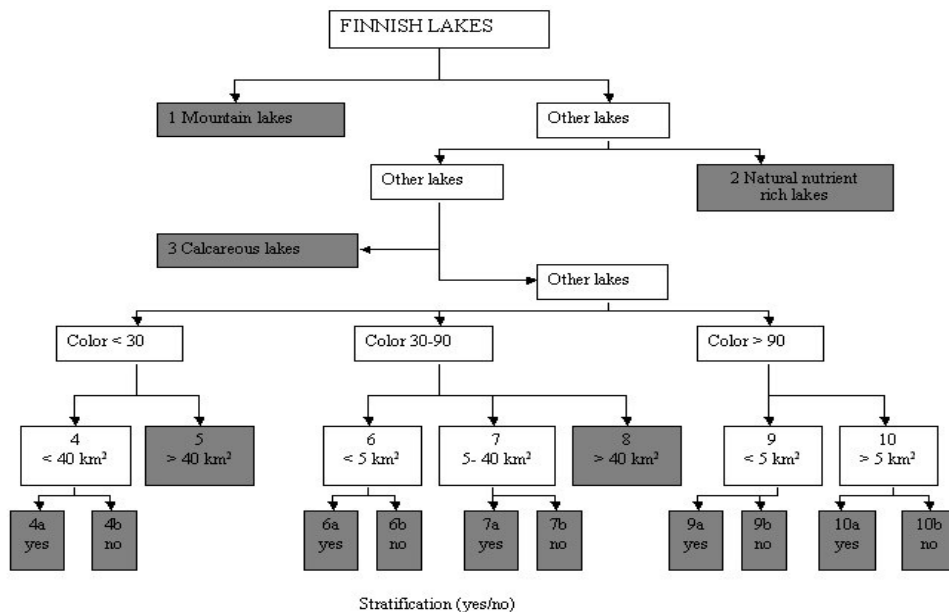 FINNISH LAKES
1 Mountain lakes
Other lakes
Other lakes
2 Natural nutrient
rich lakes
3 Calcareous lakes
Other lakes
Color < 30
Color 30-90
Color > 90
4
< 40 km²
5
> 40 km²
6
< 5 km²
7
5- 40 km²
8
> 40 km²
9
< 5 km²
10
> 5 km²
4a
yes
4b
no
6a
yes
6b
no
7a
yes
7b
no
9a
yes
9b
no
10a
yes
10b
no
Stratification (yes/no)